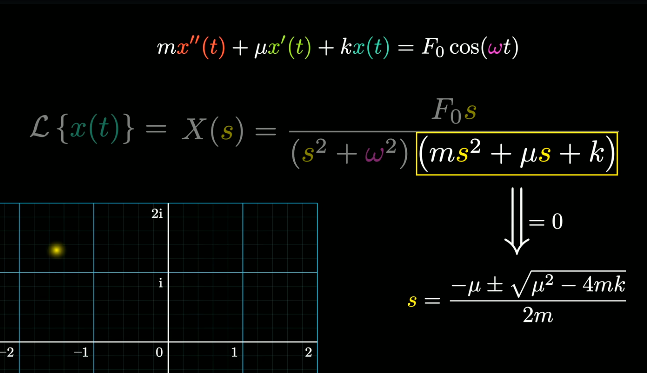 mx''(t) + μx'(t) + kx(t) = F₀ cos(ωt)
ℒ{x(t)} = X(s) = F₀s / (s² + ω²)(ms² + μs + k)
= 0
s = (−μ ± √(μ² − 4mk)) / 2m
2i
i
−2 −1 0 1 2